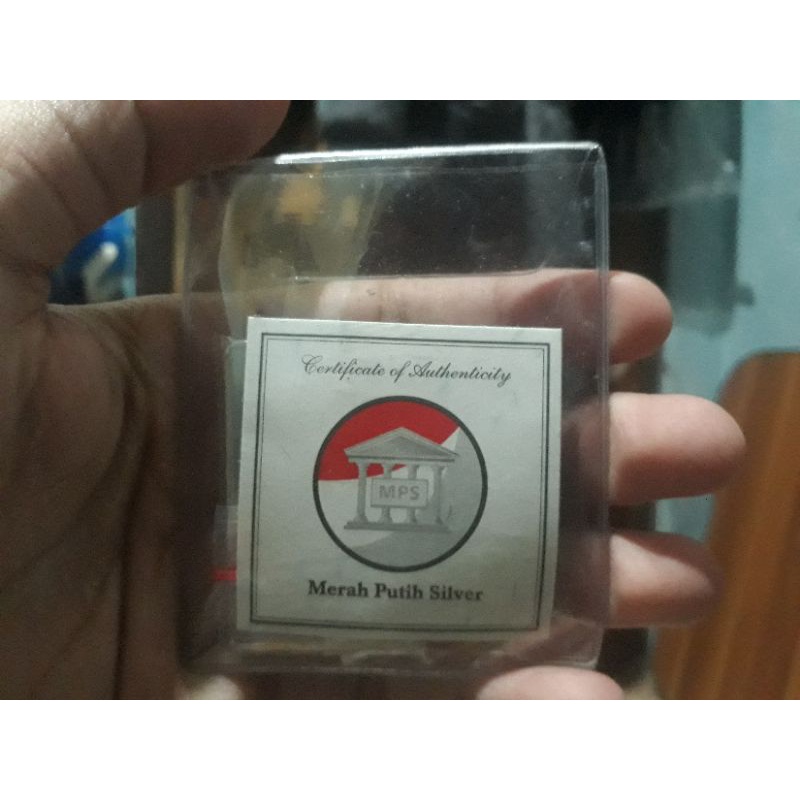 Certificate of Authenticity
MPS
Merah Putih Silver